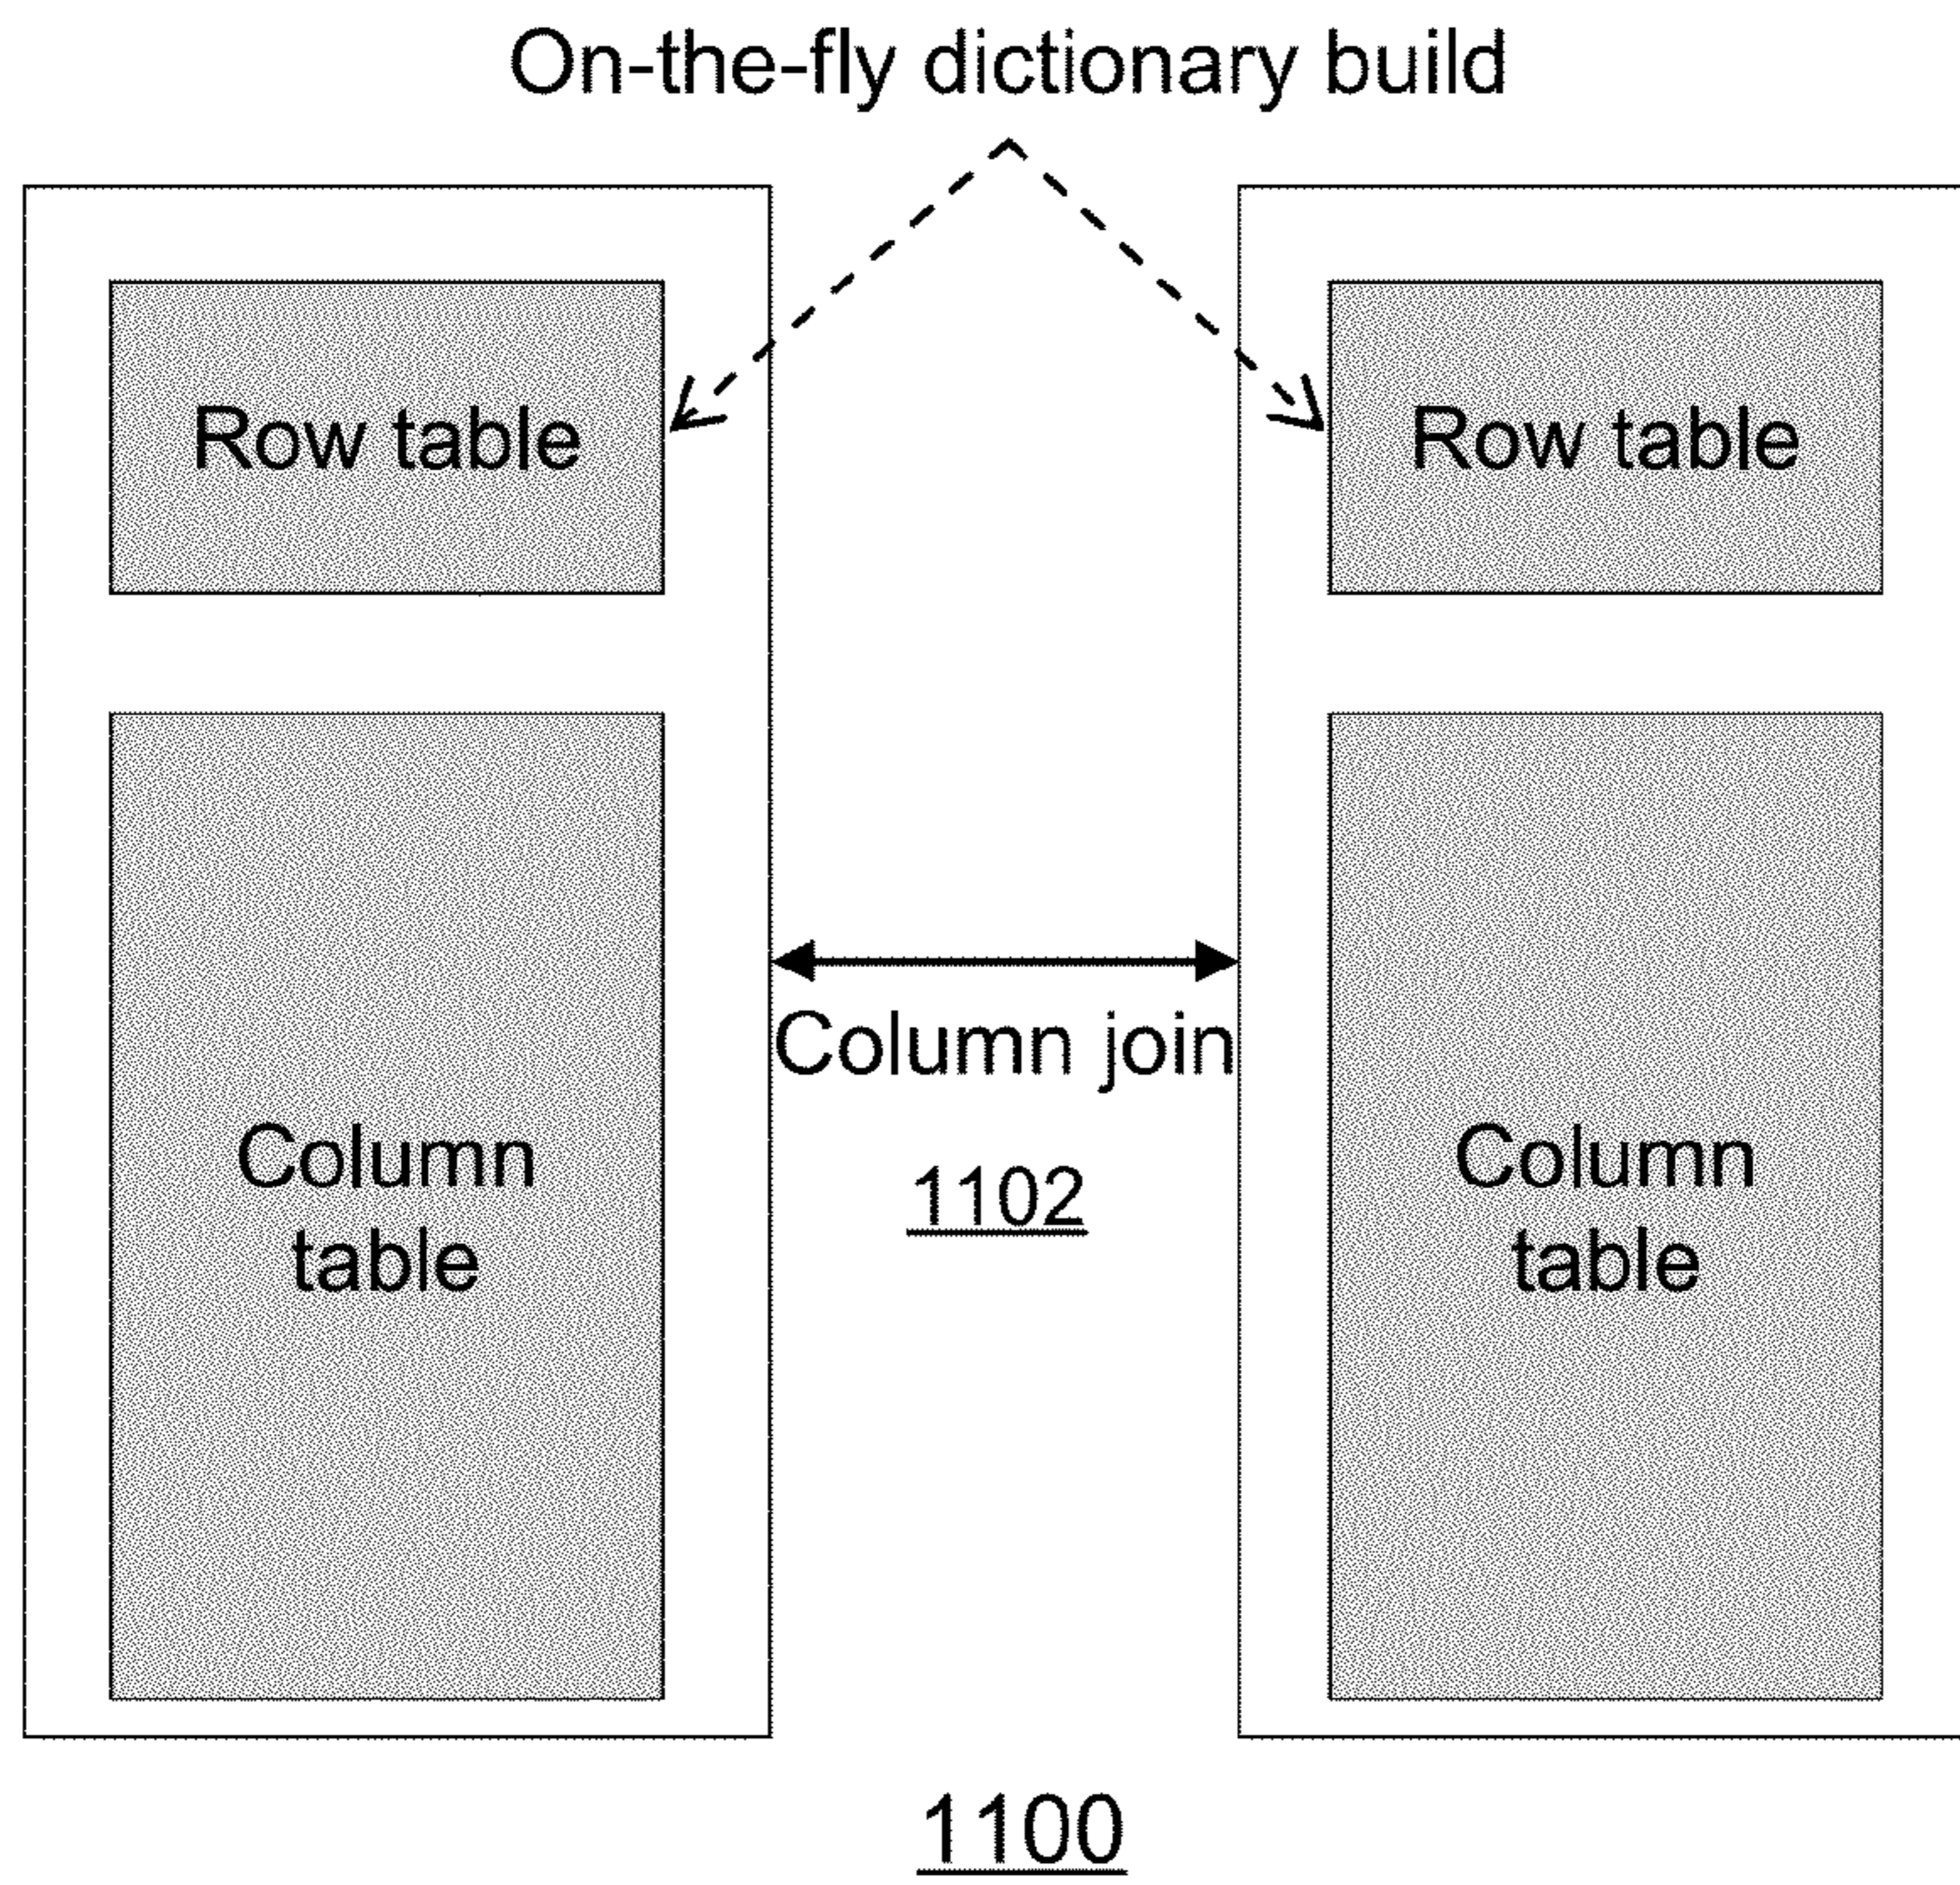 On-the-fly dictionary build
Row table
Row table
Column join
1102
Column
table
Column
table
1100